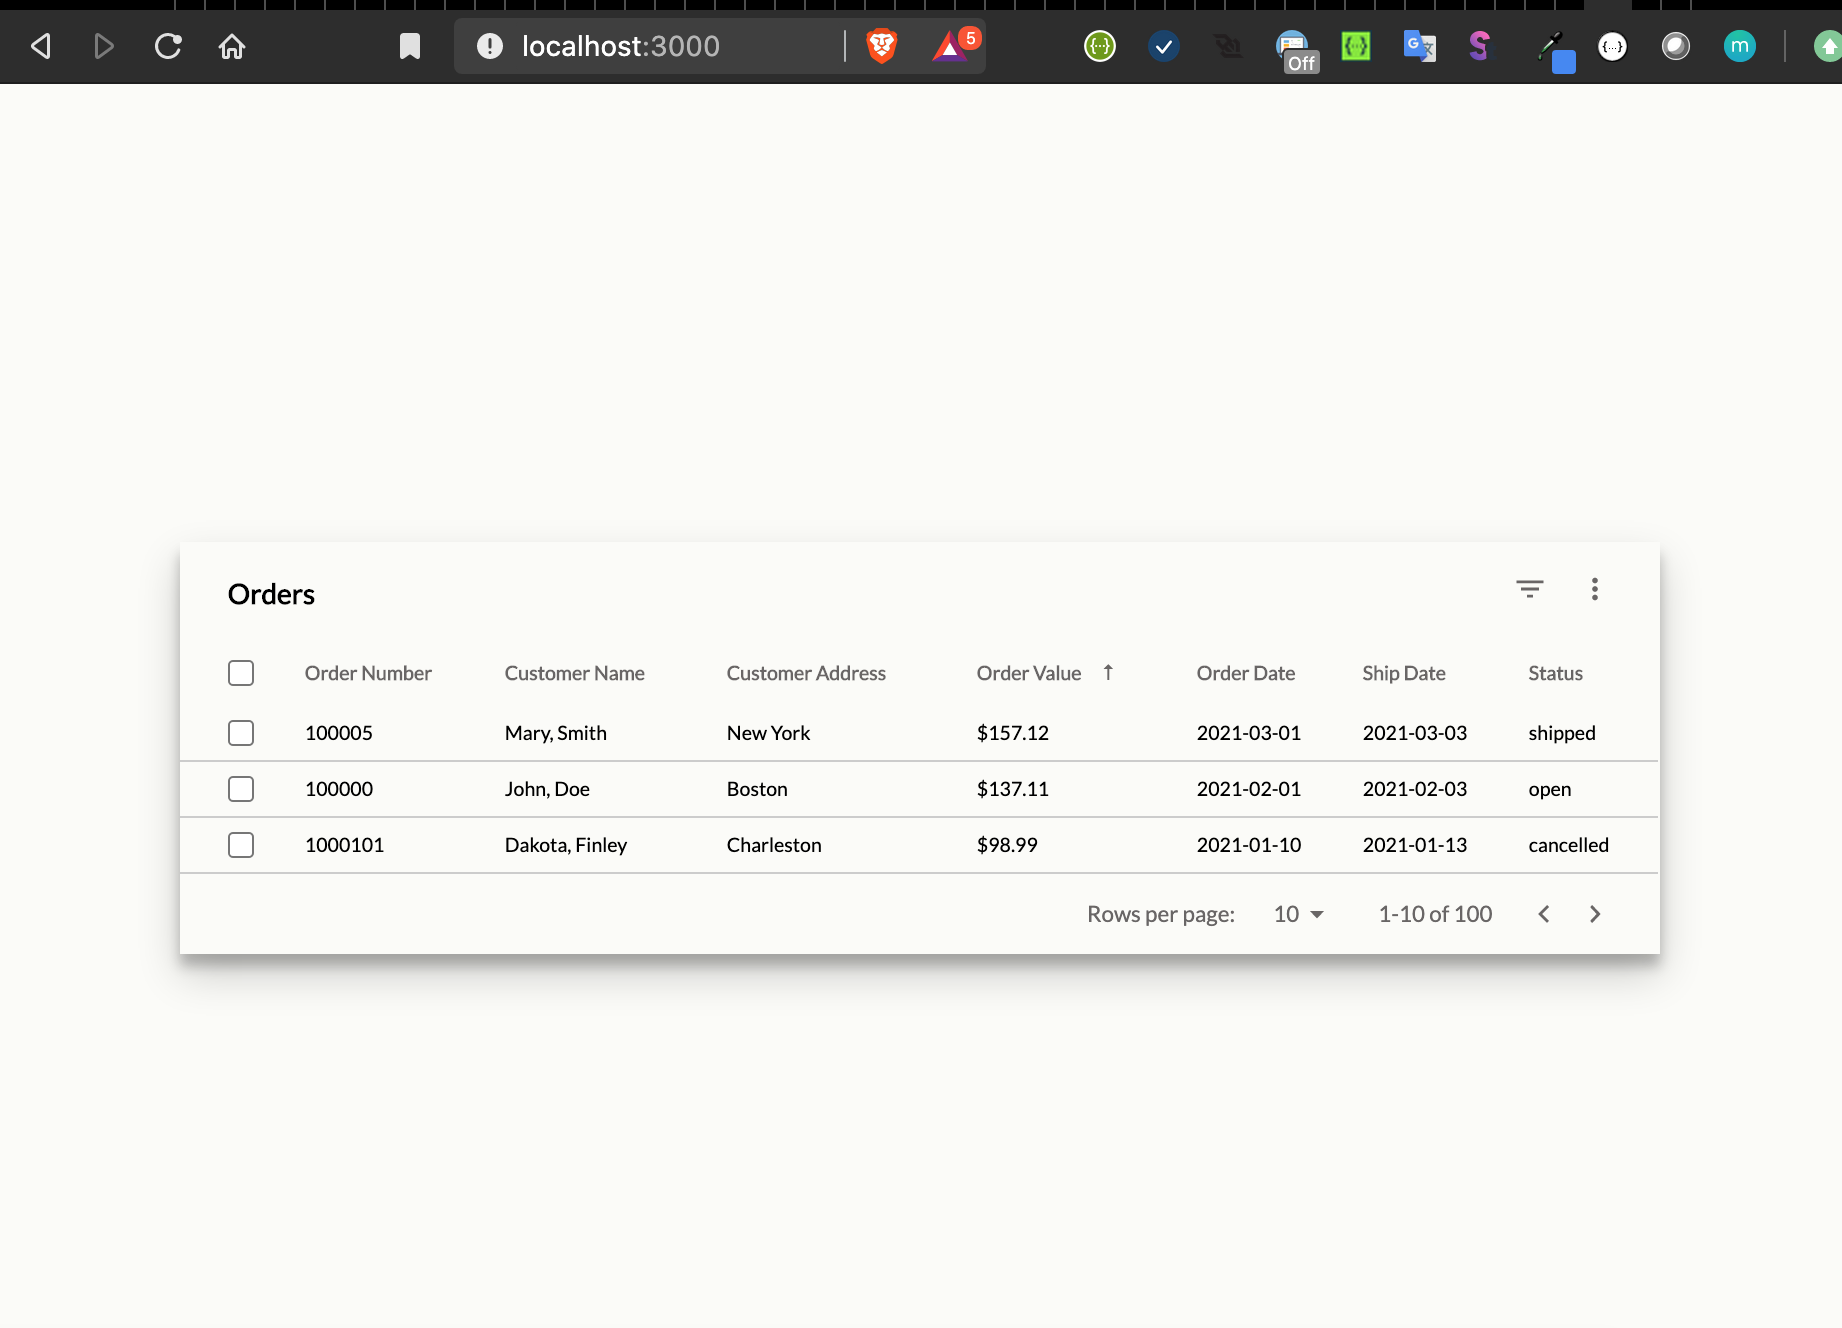 localhost:3000
5
Off
G
m
Orders
Order Number Customer Name Customer Address Order Value ↑ Order Date Ship Date Status
100005 Mary, Smith New York $157.12 2021-03-01 2021-03-03 shipped
100000 John, Doe Boston $137.11 2021-02-01 2021-02-03 open
1000101 Dakota, Finley Charleston $98.99 2021-01-10 2021-01-13 cancelled
Rows per page: 10 1-10 of 100